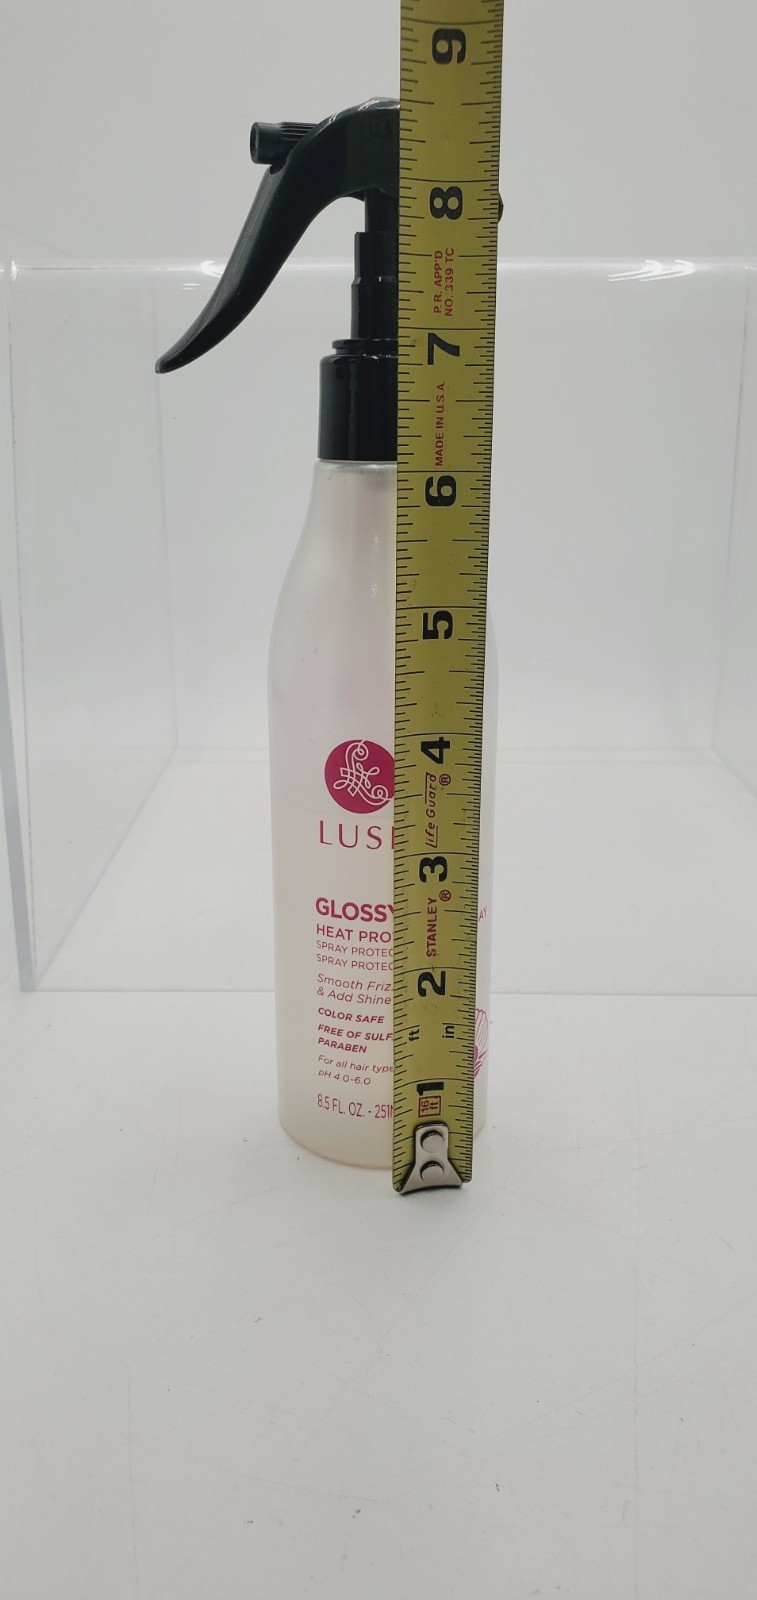 9
8
P.R. APP'D
NO. 339 TC
7
MADE IN U.S.A.
6
5
4
Life Guard®
3
STANLEY®
2
ft in
1
16
ft
LUS
GLOSSY
AY
HEAT PRO
SPRAY PROTEC
SPRAY PROTEC
Smooth Friz
& Add Shine
COLOR SAFE
FREE OF SULF
PARABEN
For all hair type
pH 4.0-6.0
8.5 FL. OZ. - 251